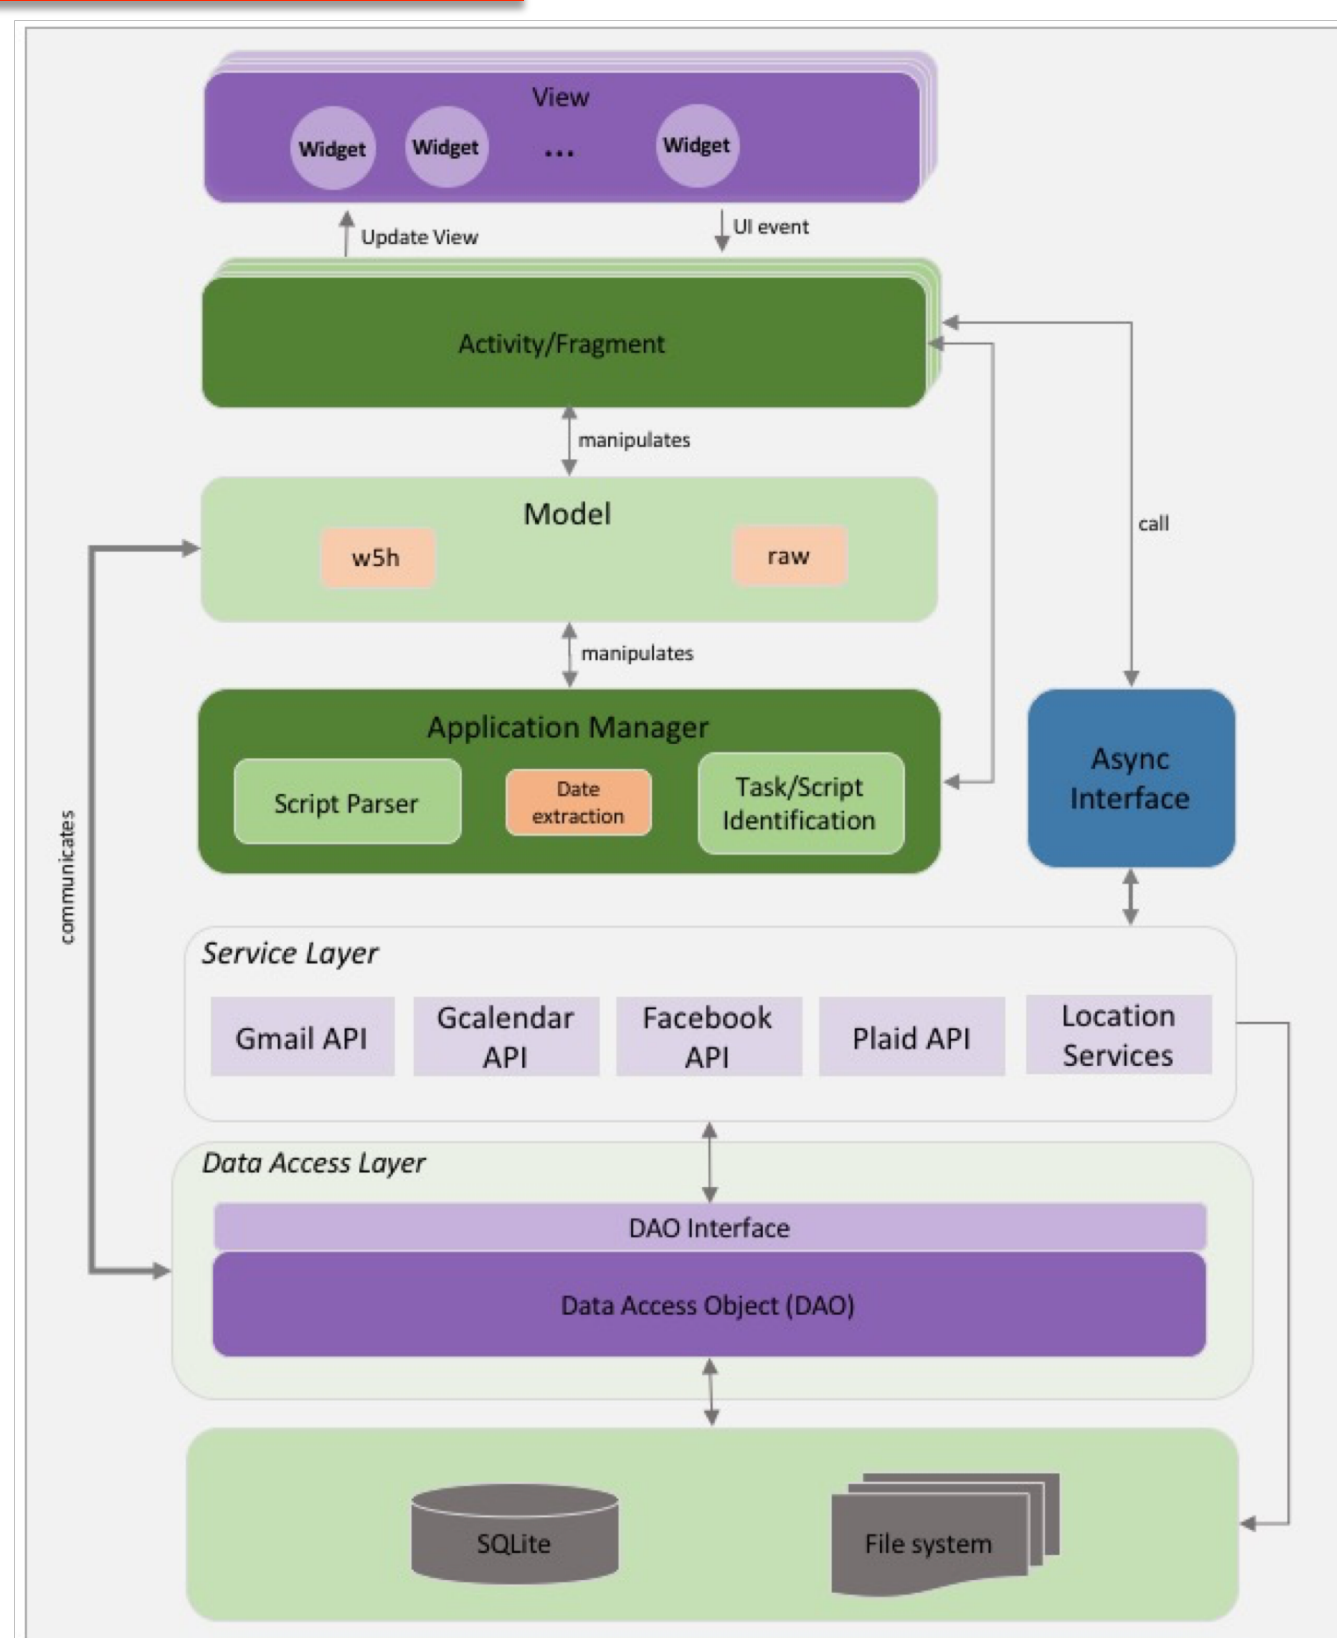 View
Widget
Widget
...
Widget
Update View
UI event
Activity/Fragment
manipulates
Model
w5h
raw
call
manipulates
Application Manager
Script Parser
Date
extraction
Task/Script
Identification
Async
Interface
communicates
Service Layer
Gmail API
Gcalendar
API
Facebook
API
Plaid API
Location
Services
Data Access Layer
DAO Interface
Data Access Object (DAO)
SQLite
File system